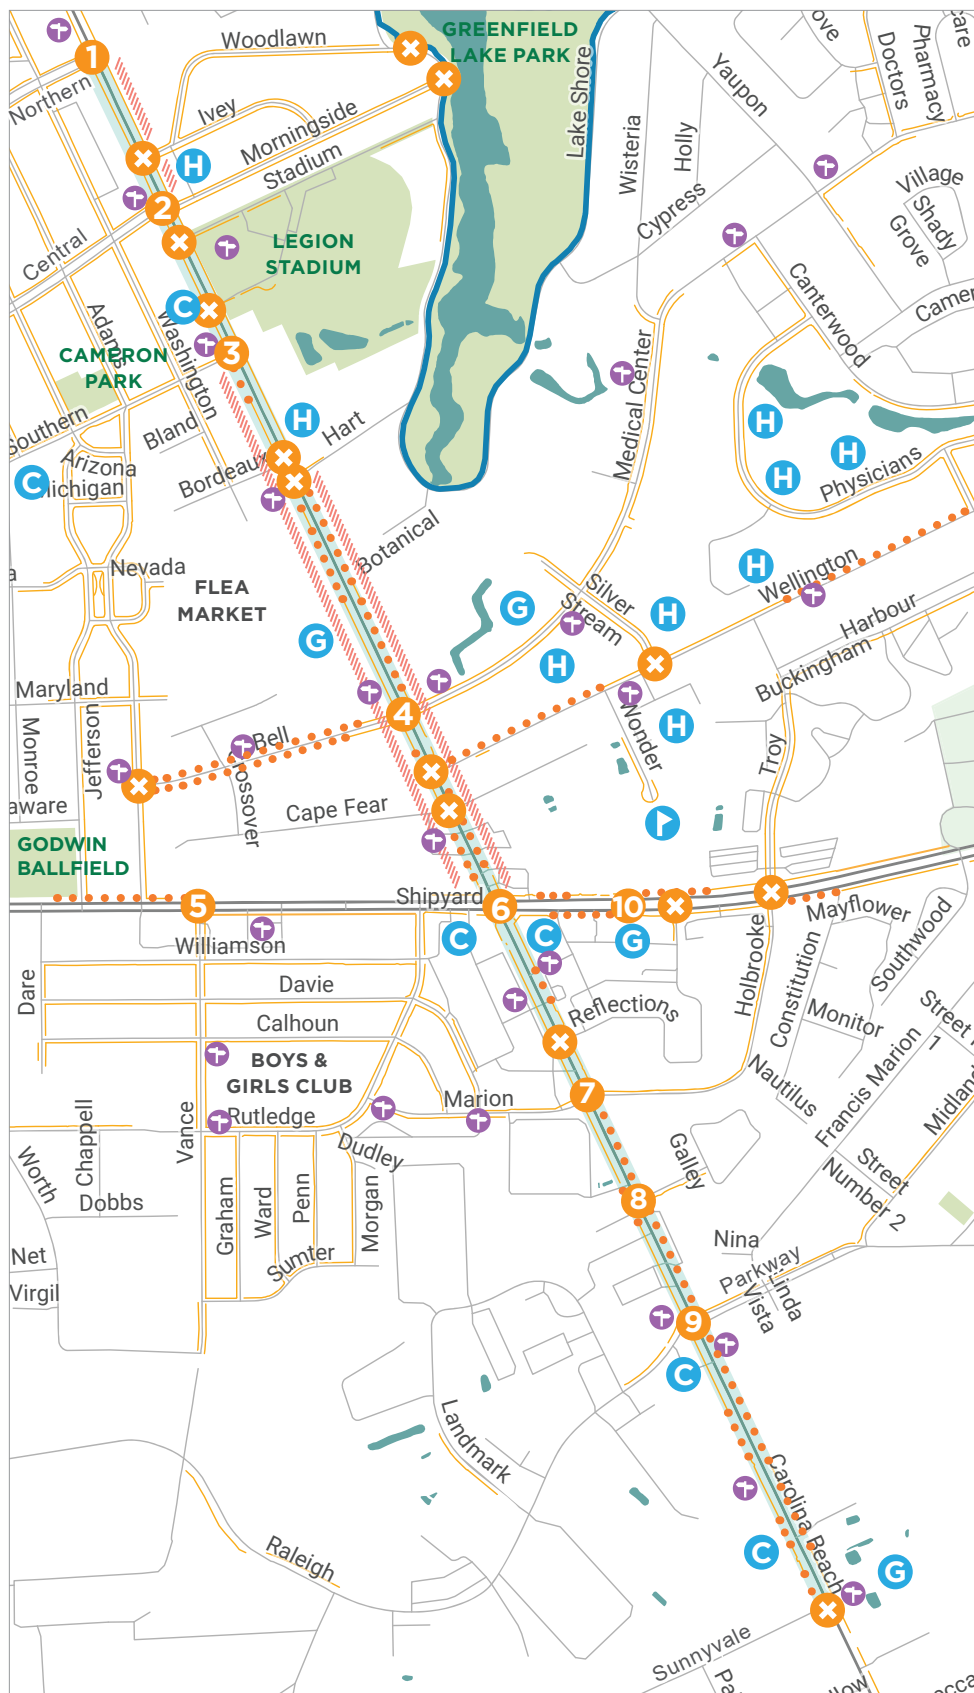 Woodlawn
GREENFIELD
LAKE PARK
1
Northern
Ivey
Morningside
Stadium
H
2
Central
LEGION
STADIUM
C
3
Adams
Washington
CAMERON
PARK
Southern
Bland
Arizona
Michigan
C
Bordeaux
Hart
H
Botanical
Lake Shore
Wisteria
Holly
Cypress
Yaupon
Doctors
Pharmacy
Village
Shady
Grove
Canterwood
Medical Center
H
H
H
Physicians
H
Wellington
Harbour
Buckingham
Nevada
FLEA
MARKET
G
G
Silver
Stream
H
H
H
Wonder
Troy
Maryland
Monroe
Jefferson
4
Bell
Crossover
Cape Fear
aware
GODWIN
BALLFIELD
5
Shipyard
6
10
G
C
C
Williamson
Dare
Davie
Calhoun
BOYS &
GIRLS CLUB
Reflections
Holbrooke
Constitution
Mayflower
Southwood
Monitor
Nautilus
Francis Marion
Street
1
Midland
7
Marion
Rutledge
Vance
Chappell
Worth
Dobbs
Dudley
Graham
Ward
Penn
Morgan
Sumter
Net
Virgil
8
Galley
Street
Number 2
Nina
Parkway
Linda
Vista
9
C
Landmark
Raleigh
Carolina Beach
C
G
Sunnyvale